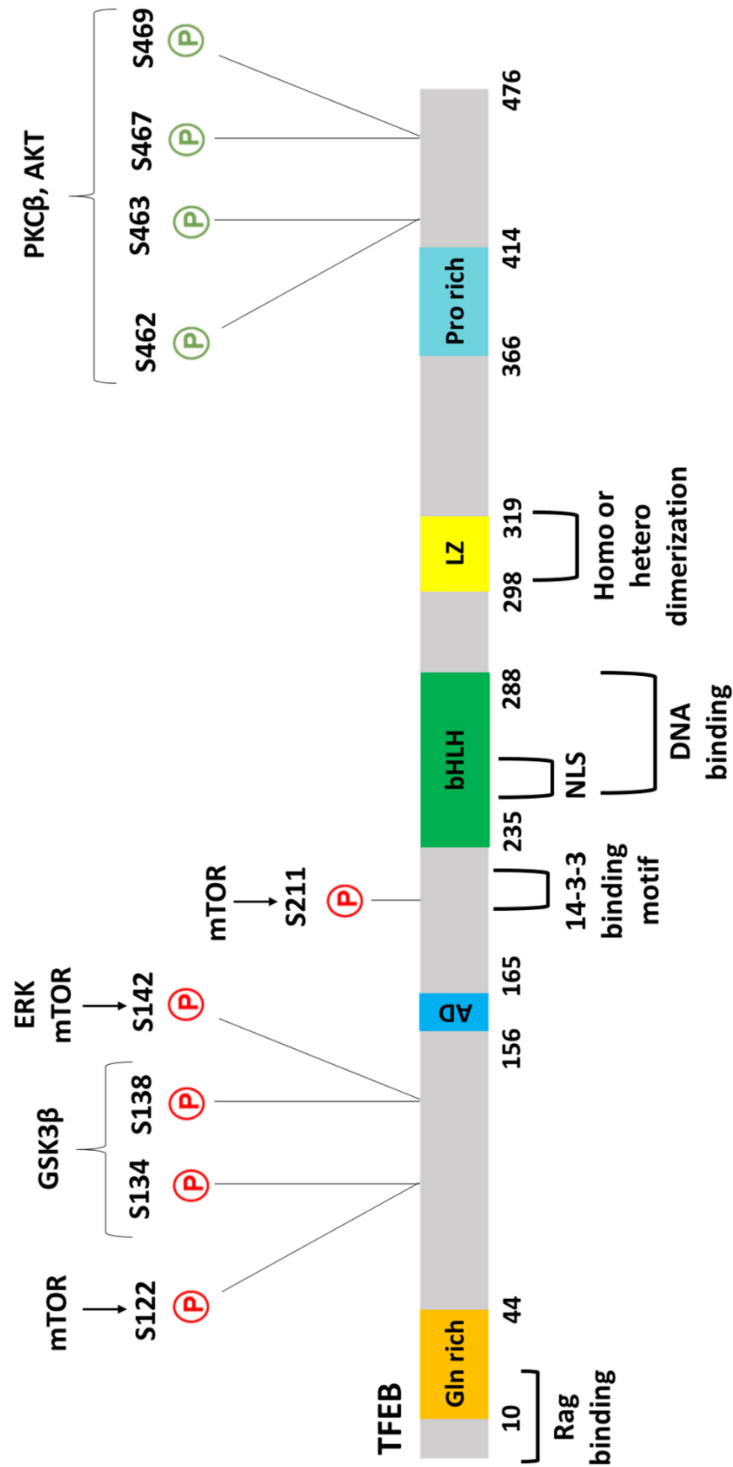 PKCβ, AKT
mTOR
GSK3β
ERK
mTOR
mTOR
S122
S134
S138
S142
S211
S462
S463
S467
S469
P
P
P
P
P
P
P
P
P
TFEB
Gln rich
AD
bHLH
LZ
Pro rich
10
44
156
165
235
288
298
319
366
414
476
Rag
binding
14-3-3
binding
motif
NLS
DNA
binding
Homo or
hetero
dimerization